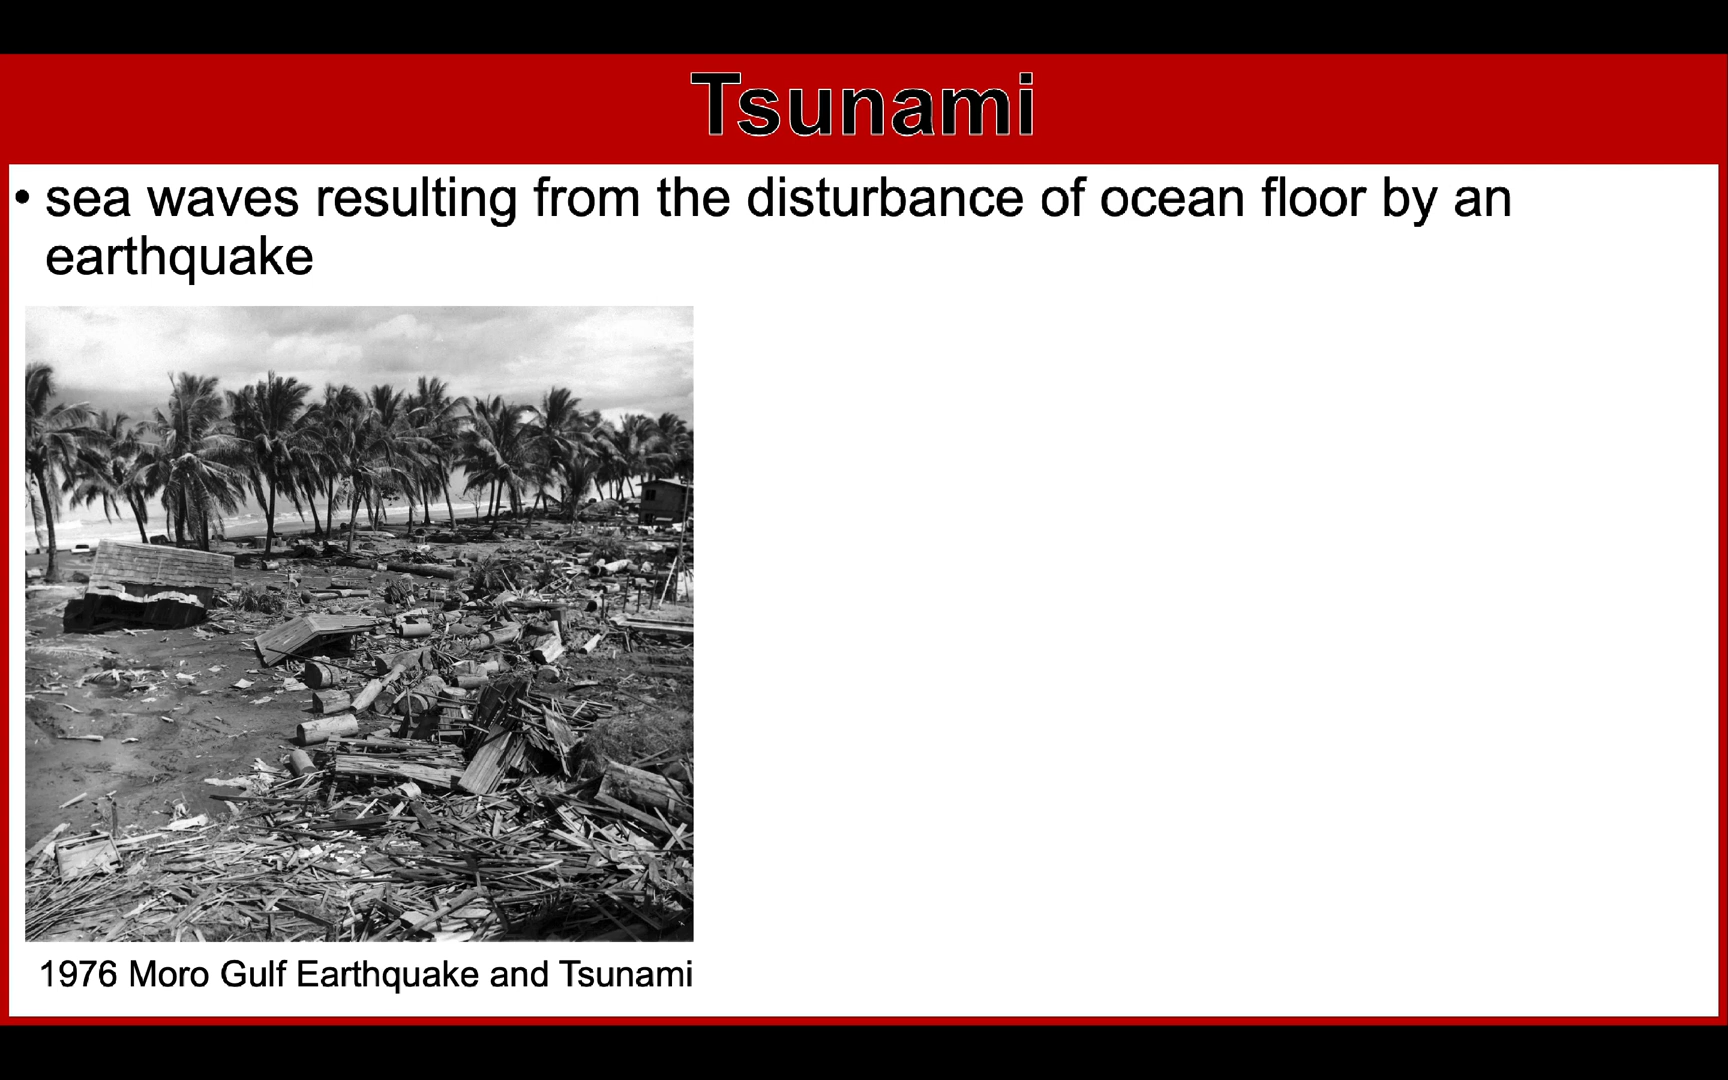 Tsunami
• sea waves resulting from the disturbance of ocean floor by an
earthquake
1976 Moro Gulf Earthquake and Tsunami